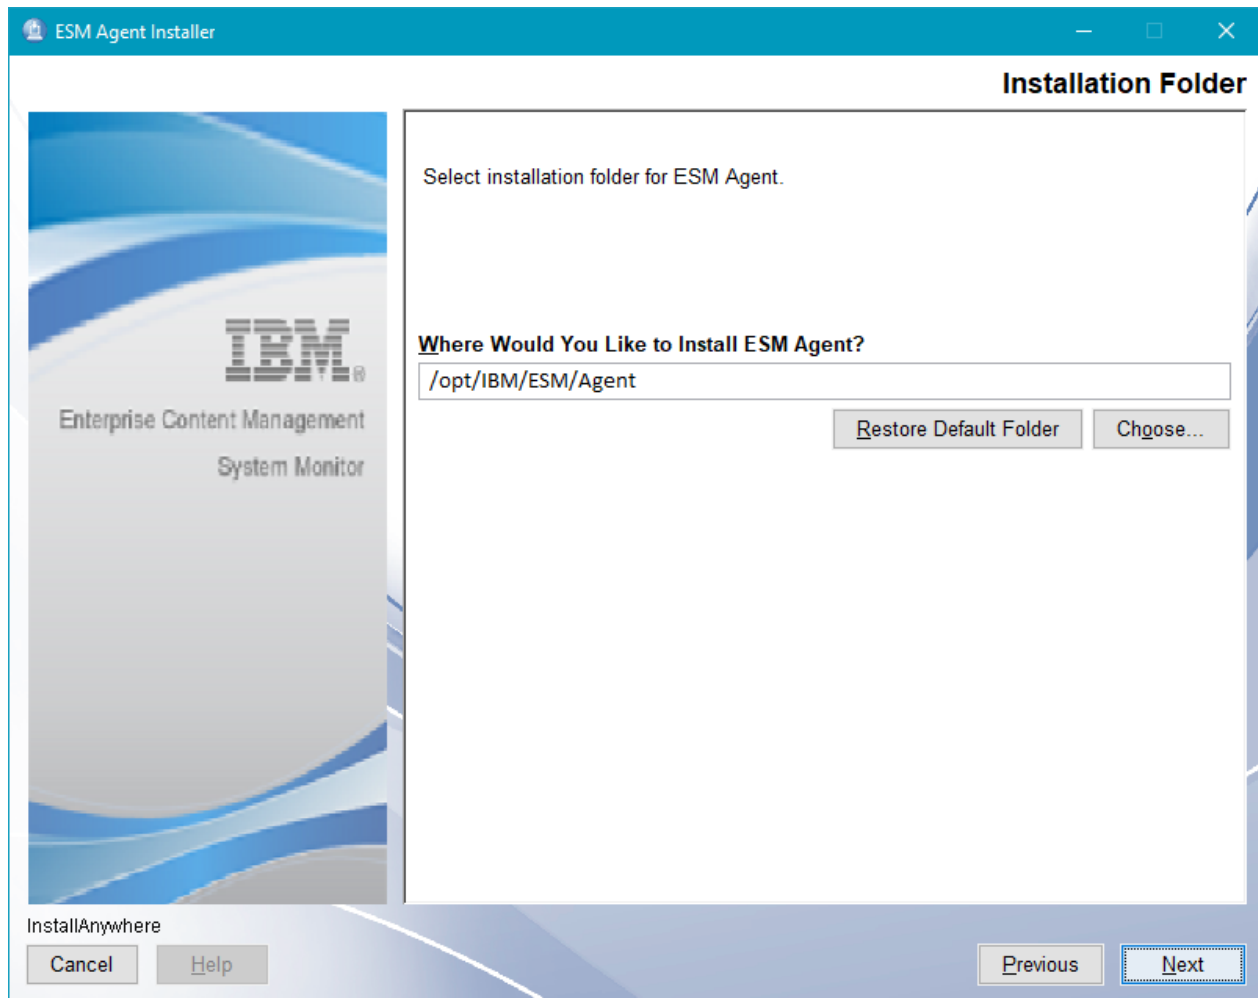 ESM Agent Installer
Installation Folder
Select installation folder for ESM Agent.
IBM®
Enterprise Content Management
System Monitor
Where Would You Like to Install ESM Agent?
/opt/IBM/ESM/Agent
Restore Default Folder
Choose...
InstallAnywhere
Cancel
Help
Previous
Next